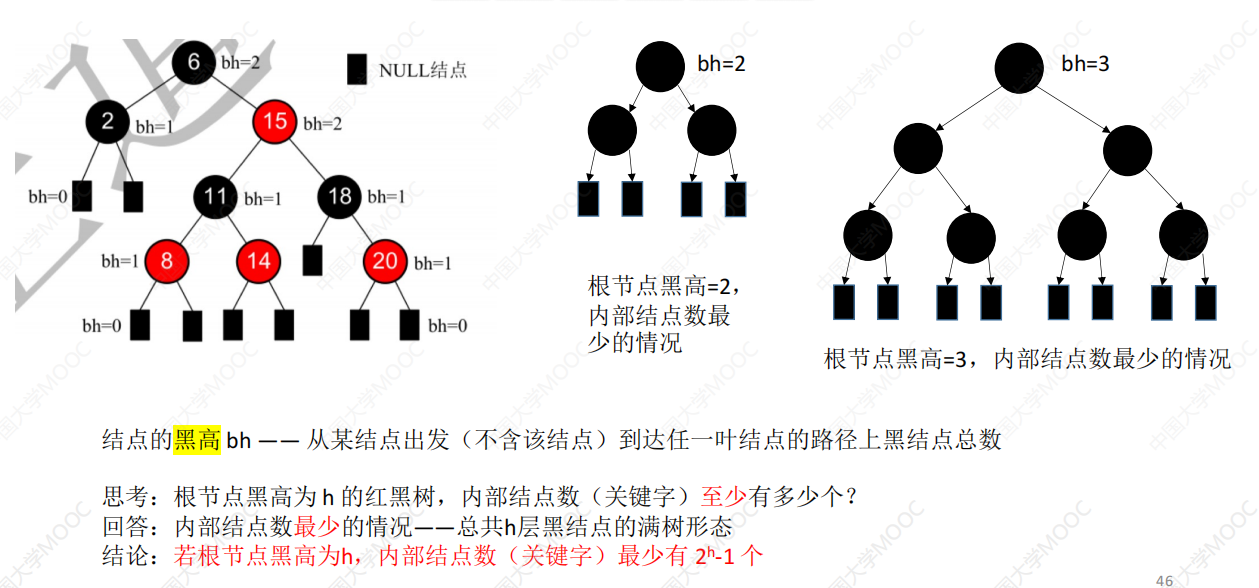 6 bh=2
NULL结点
2 bh=1
15 bh=2
bh=0
11 bh=1
18 bh=1
bh=1 8
14
20 bh=1
bh=0
bh=0
bh=2
根节点黑高=2，
内部结点数最
少的情况
bh=3
根节点黑高=3，内部结点数最少的情况
结点的黑高 bh —— 从某结点出发（不含该结点）到达任一叶结点的路径上黑结点总数
思考：根节点黑高为 h 的红黑树，内部结点数（关键字）至少有多少个？
回答：内部结点数最少的情况——总共h层黑结点的满树形态
结论：若根节点黑高为h，内部结点数（关键字）最少有 2ʰ-1 个
46
中国大学MOOC